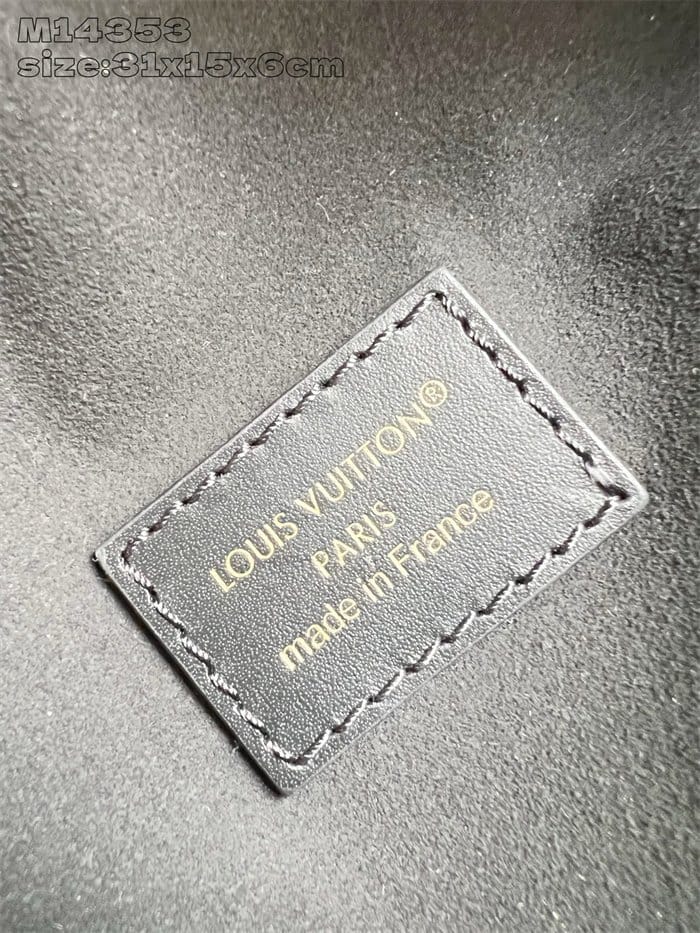 M14353
size:31x15x6cm
LOUIS VUITTON®
PARIS
made in France